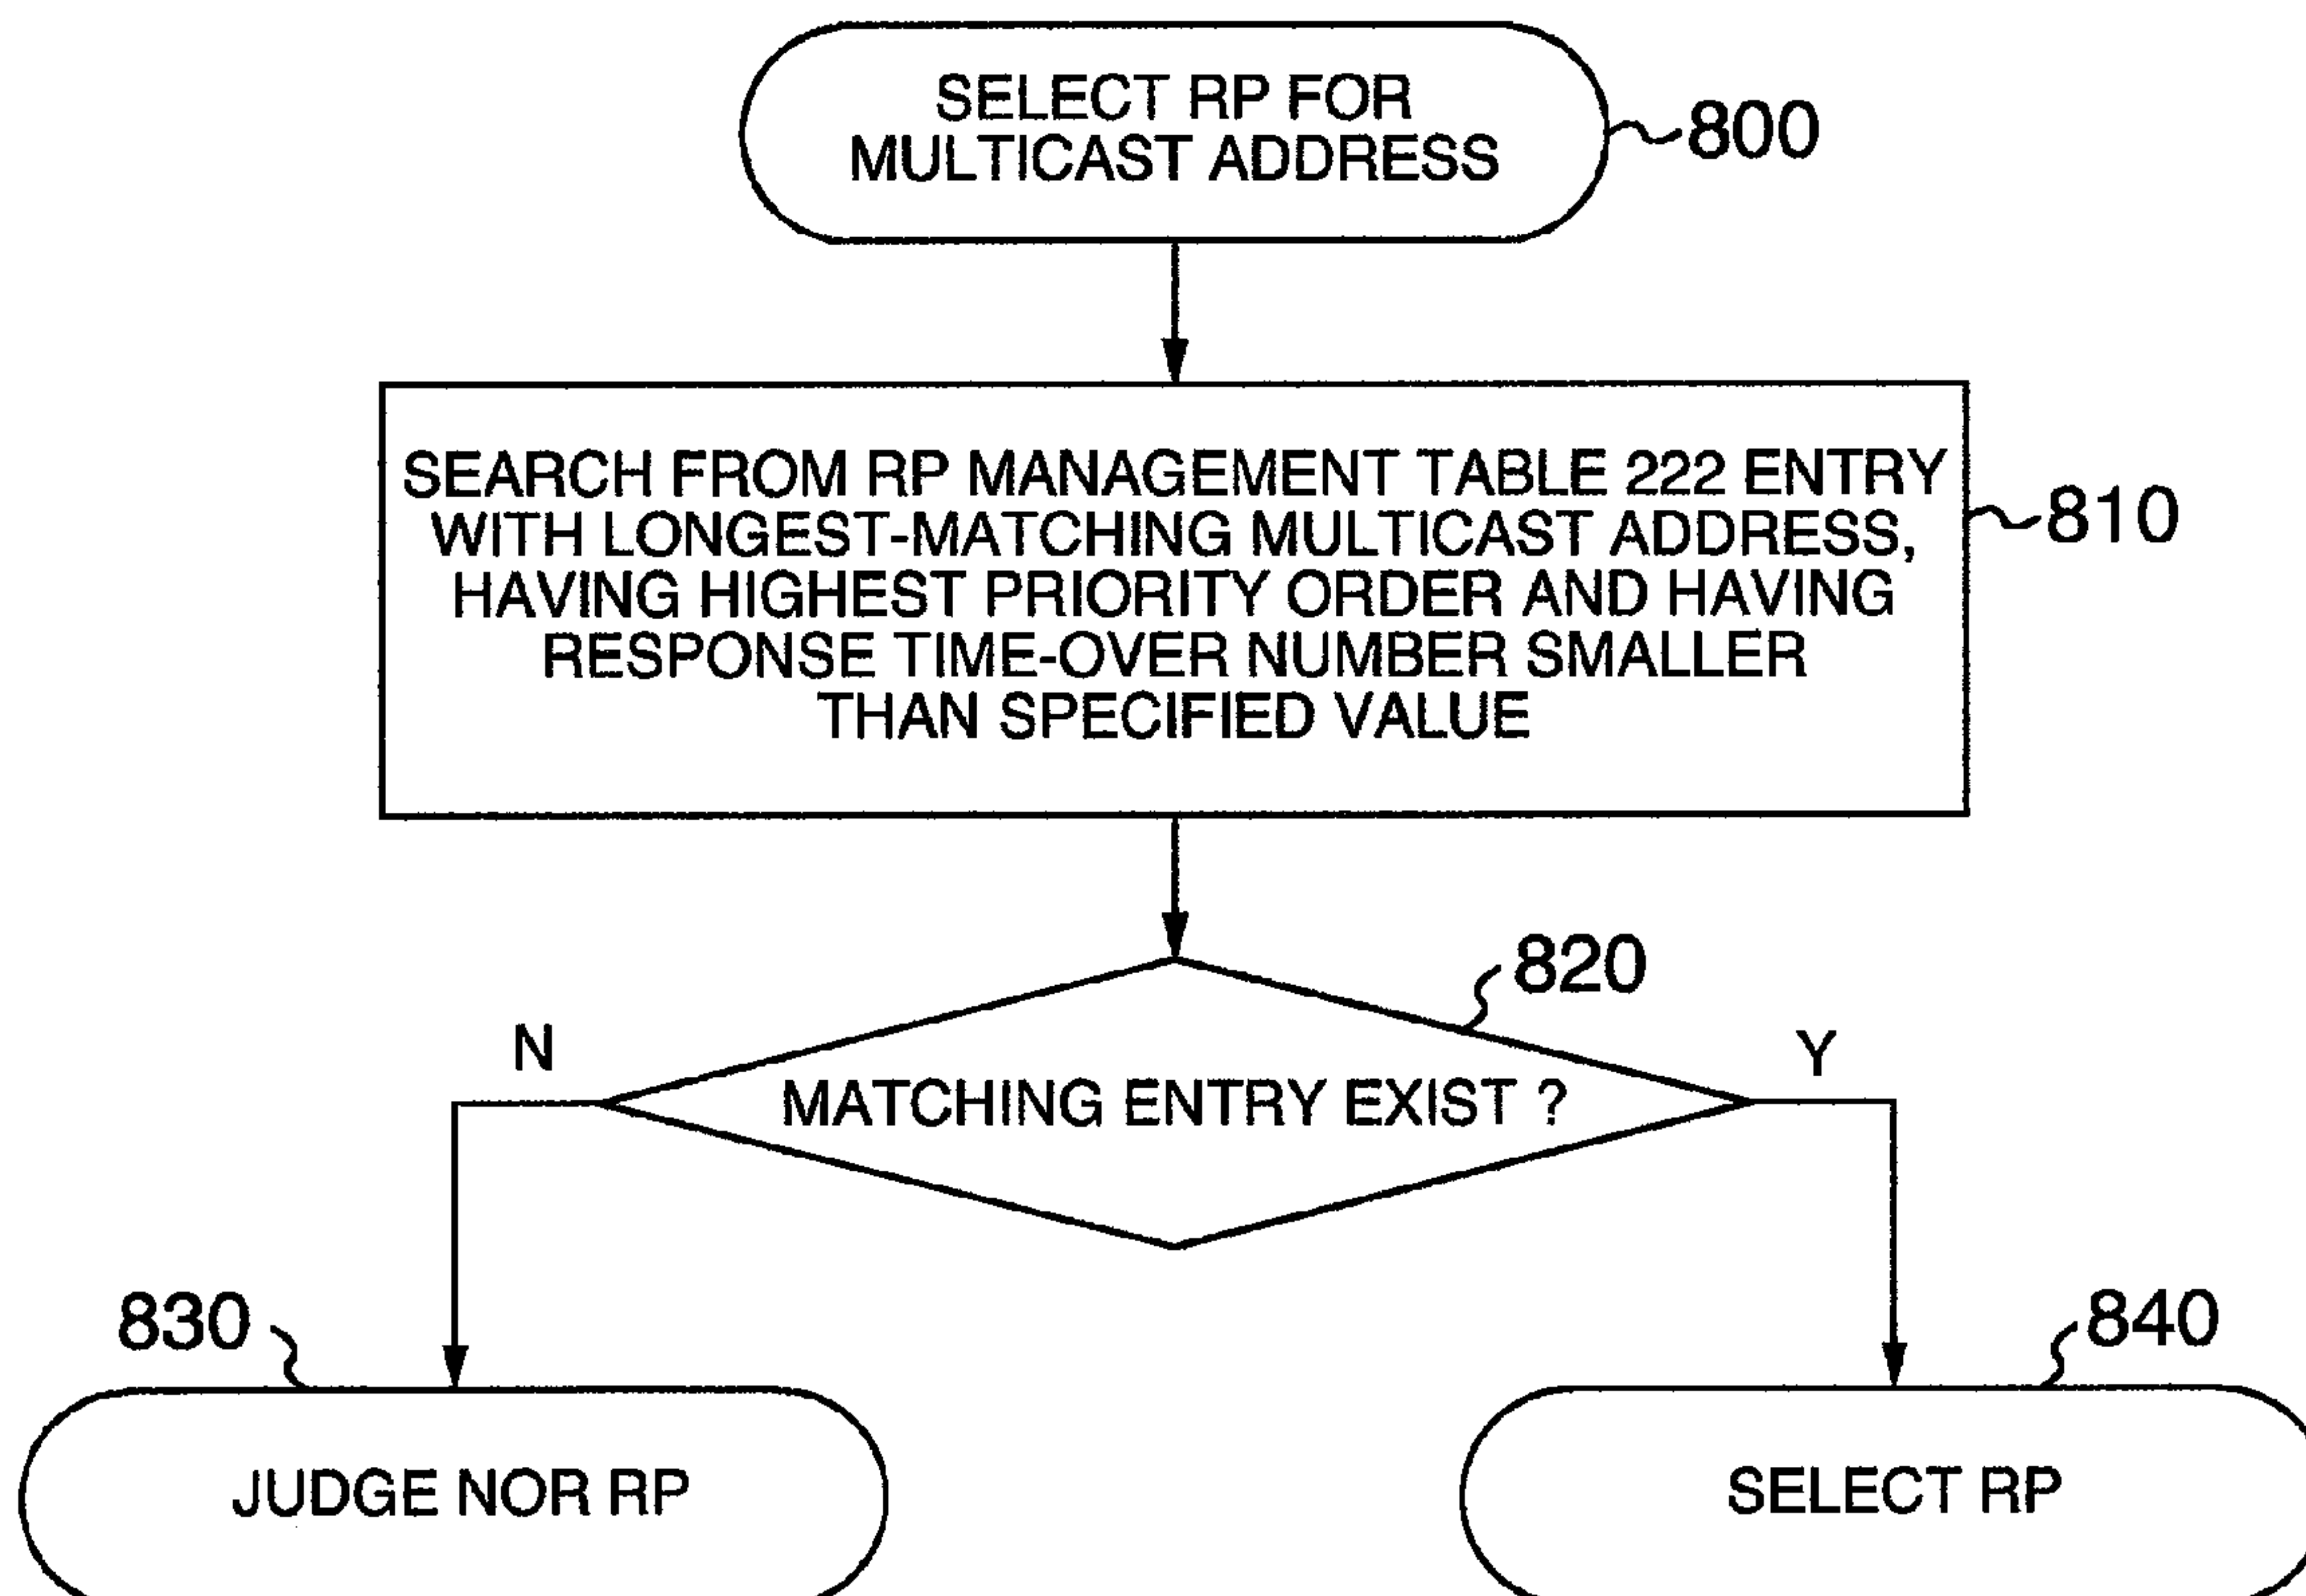 SELECT RP FOR
MULTICAST ADDRESS
800
SEARCH FROM RP MANAGEMENT TABLE 222 ENTRY
WITH LONGEST-MATCHING MULTICAST ADDRESS,
HAVING HIGHEST PRIORITY ORDER AND HAVING
RESPONSE TIME-OVER NUMBER SMALLER
THAN SPECIFIED VALUE
810
820
N
Y
MATCHING ENTRY EXIST ?
830
840
JUDGE NOR RP
SELECT RP